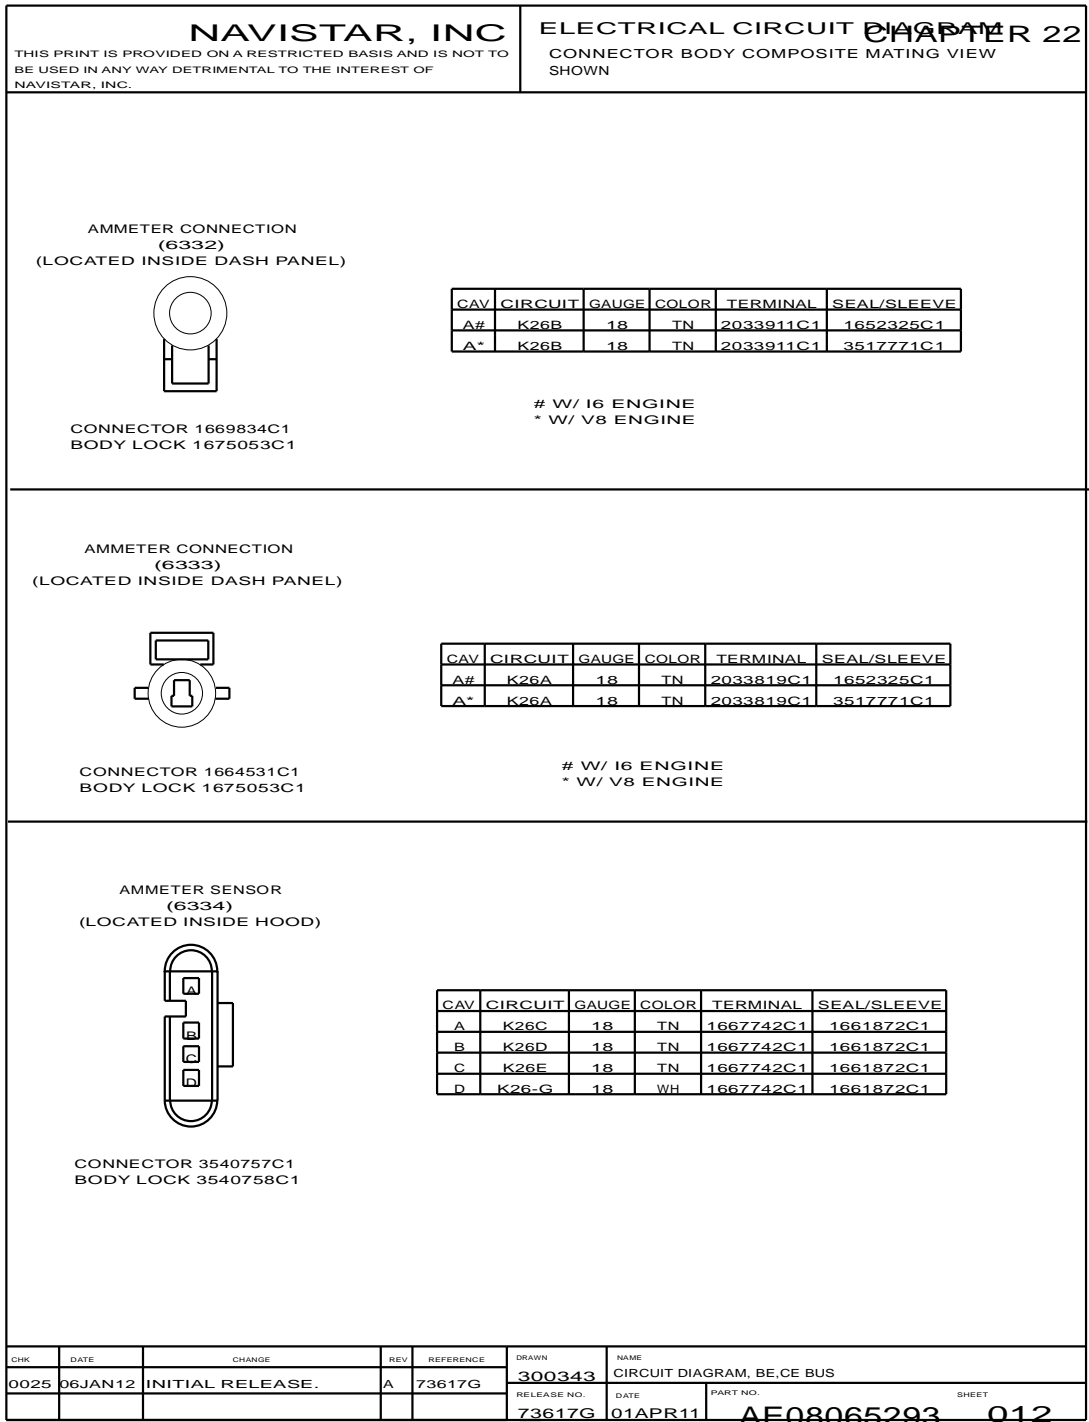 NAVISTAR, INC
THIS PRINT IS PROVIDED ON A RESTRICTED BASIS AND IS NOT TO
BE USED IN ANY WAY DETRIMENTAL TO THE INTEREST OF
NAVISTAR, INC.
ELECTRICAL CIRCUIT DIAGRAM
CHAPTER 22
CONNECTOR BODY COMPOSITE MATING VIEW
SHOWN
AMMETER CONNECTION
(6332)
(LOCATED INSIDE DASH PANEL)
CONNECTOR 1669834C1
BODY LOCK 1675053C1
CAV CIRCUIT GAUGE COLOR TERMINAL SEAL/SLEEVE
A# K26B 18 TN 2033911C1 1652325C1
A* K26B 18 TN 2033911C1 3517771C1
# W/ I6 ENGINE
* W/ V8 ENGINE
AMMETER CONNECTION
(6333)
(LOCATED INSIDE DASH PANEL)
CONNECTOR 1664531C1
BODY LOCK 1675053C1
CAV CIRCUIT GAUGE COLOR TERMINAL SEAL/SLEEVE
A# K26A 18 TN 2033819C1 1652325C1
A* K26A 18 TN 2033819C1 3517771C1
# W/ I6 ENGINE
* W/ V8 ENGINE
AMMETER SENSOR
(6334)
(LOCATED INSIDE HOOD)
A
B
C
D
CONNECTOR 3540757C1
BODY LOCK 3540758C1
CAV CIRCUIT GAUGE COLOR TERMINAL SEAL/SLEEVE
A K26C 18 TN 1667742C1 1661872C1
B K26D 18 TN 1667742C1 1661872C1
C K26E 18 TN 1667742C1 1661872C1
D K26-G 18 WH 1667742C1 1661872C1
CHK DATE CHANGE REV REFERENCE
0025 06JAN12 INITIAL RELEASE. A 73617G
DRAWN
300343
NAME
CIRCUIT DIAGRAM, BE,CE BUS
RELEASE NO.
73617G
DATE
01APR11
PART NO.
AE08065293
SHEET
012